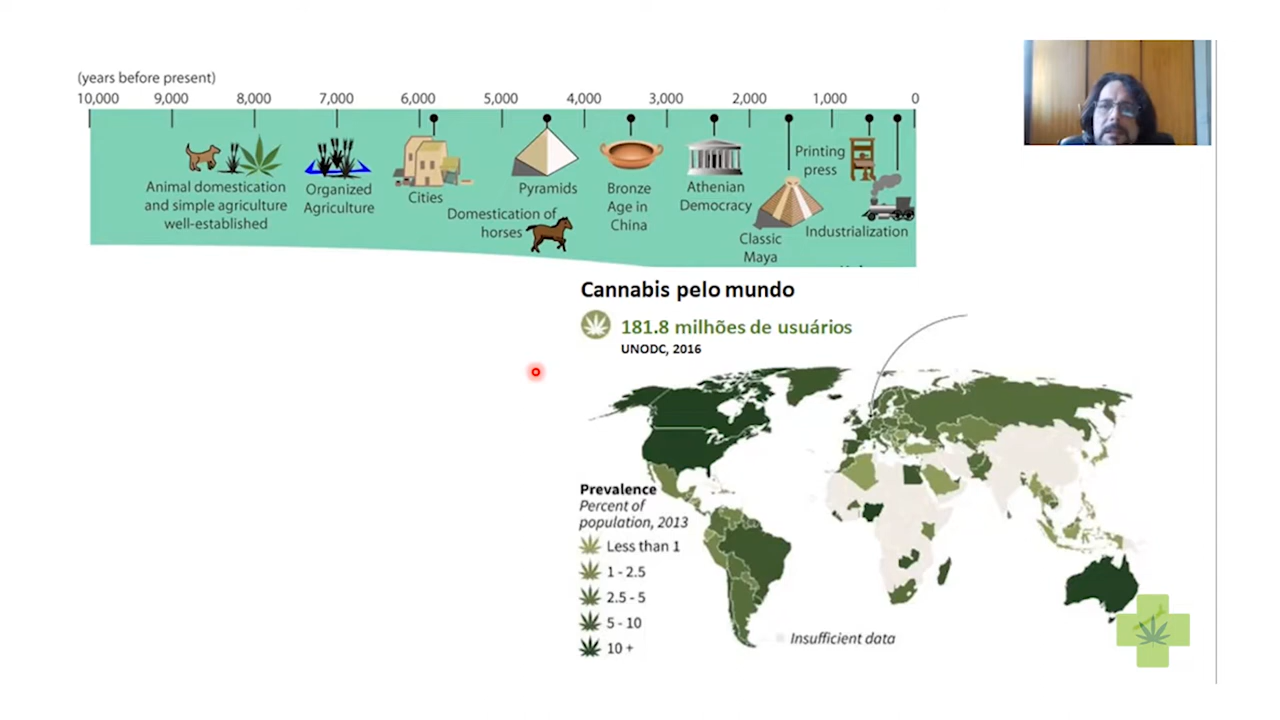 (years before present)
10,000 9,000 8,000 7,000 6,000 5,000 4,000 3,000 2,000 1,000 0
Animal domestication
and simple agriculture
well-established
Organized
Agriculture
Cities
Domestication of
horses
Pyramids
Bronze
Age in
China
Athenian
Democracy
Classic
Maya
Printing
press
Industrialization
Cannabis pelo mundo
181.8 milhões de usuários
UNODC, 2016
Prevalence
Percent of
population, 2013
Less than 1
1 - 2.5
2.5 - 5
5 - 10
10 +
Insufficient data